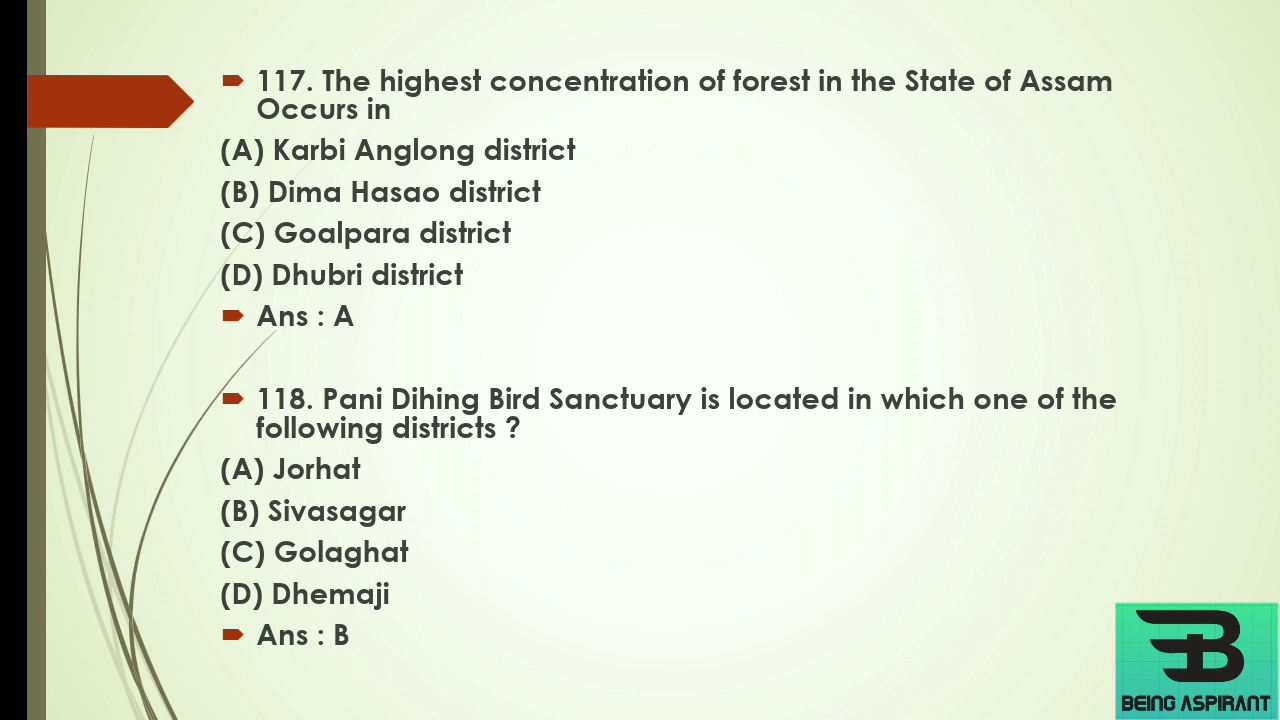 117. The highest concentration of forest in the State of Assam
Occurs in
(A) Karbi Anglong district
(B) Dima Hasao district
(C) Goalpara district
(D) Dhubri district
Ans : A
118. Pani Dihing Bird Sanctuary is located in which one of the
following districts ?
(A) Jorhat
(B) Sivasagar
(C) Golaghat
(D) Dhemaji
Ans : B
BEING ASPIRANT